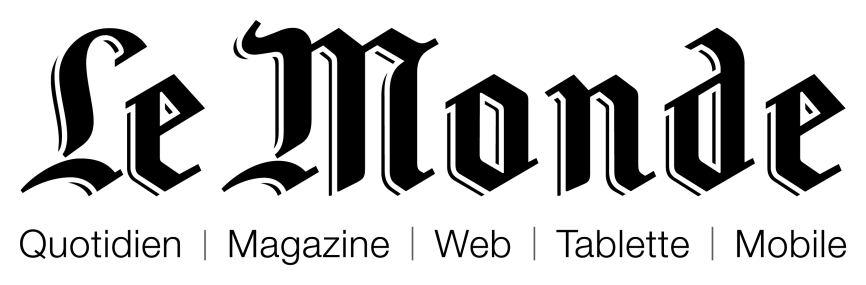 Le Monde
Quotidien | Magazine | Web | Tablette | Mobile